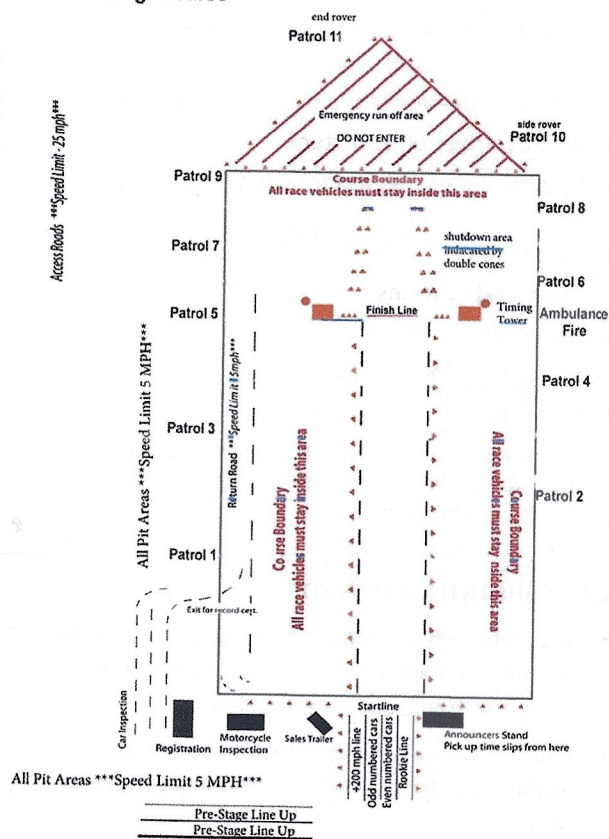 end rover
Patrol 11
Emergency run off area
DO NOT ENTER
side rover
Patrol 10
Access Roads ***Speed Limit - 25 mph***
Patrol 9
Course Boundary
All race vehicles must stay inside this area
Patrol 8
Patrol 7
shutdown area
indicated by
double cones
Patrol 6
Patrol 5
Finish Line
Timing
Tower
Ambulance
Fire
Patrol 4
All Pit Areas ***Speed Limit 5 MPH***
Patrol 3
Return Road ***Speed Limit 15mph***
Course Boundary
All race vehicles must stay inside this area
Course Boundary
All race vehicles must stay nside this area
Patrol 2
Patrol 1
Exit for record cert.
Car Inspection
Registration
Motorcycle
Inspection
Sales Trailer
Startline
+200 mph line
Odd numbered cars
Even numbered cars
Rookie Line
Announcers Stand
Pick up time slips from here
All Pit Areas ***Speed Limit 5 MPH***
Pre-Stage Line Up
Pre-Stage Line Up